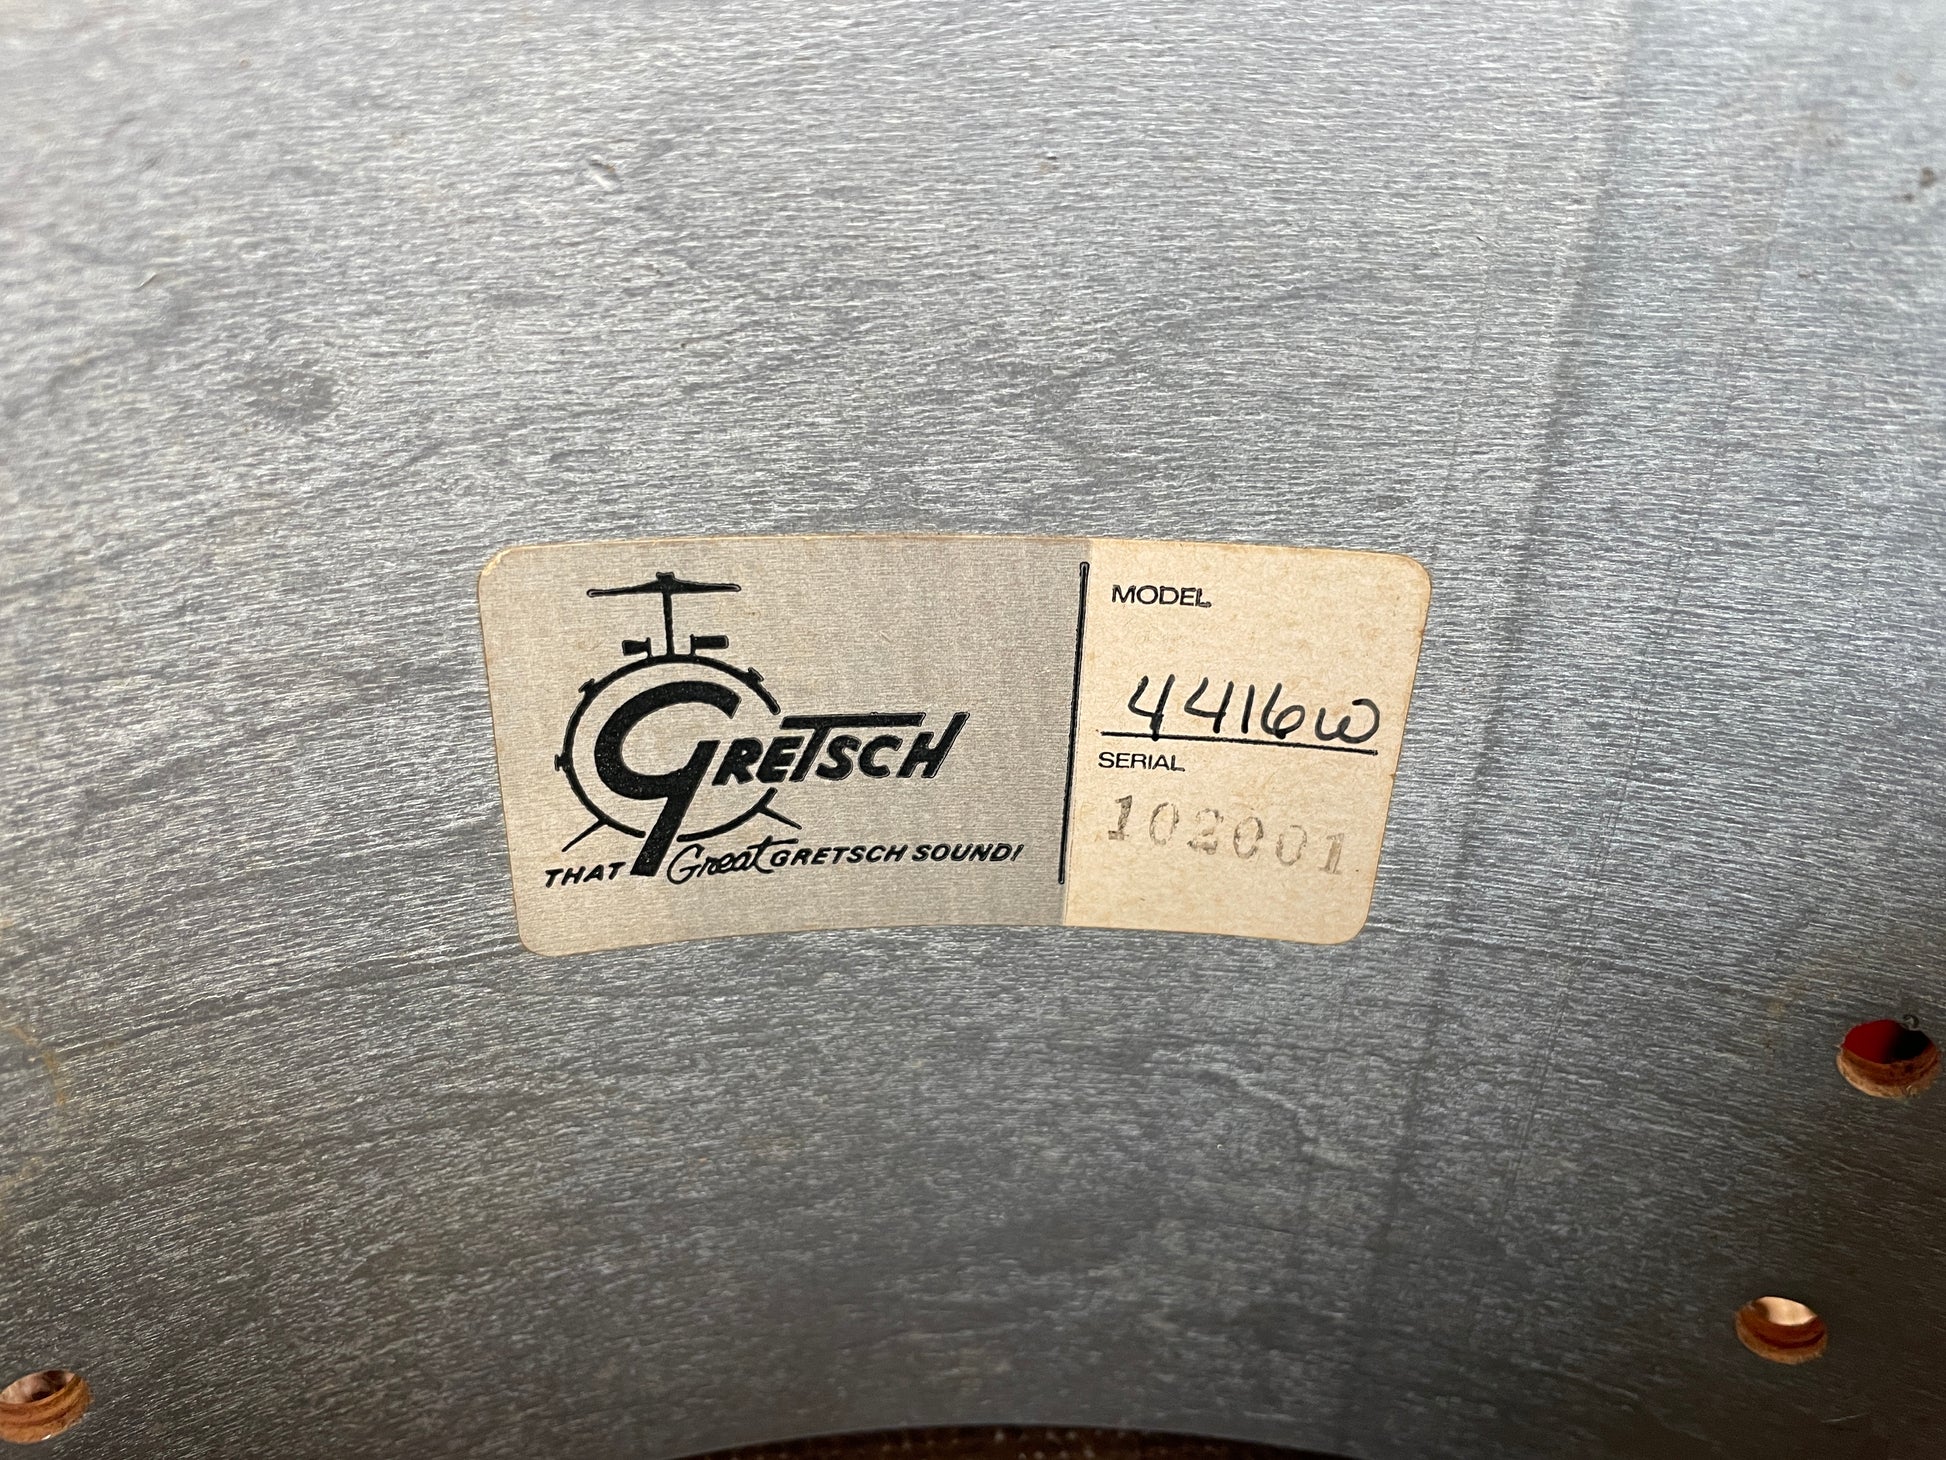 GRETSCH
THAT Great GRETSCH SOUND!
MODEL
4416W
SERIAL
102001